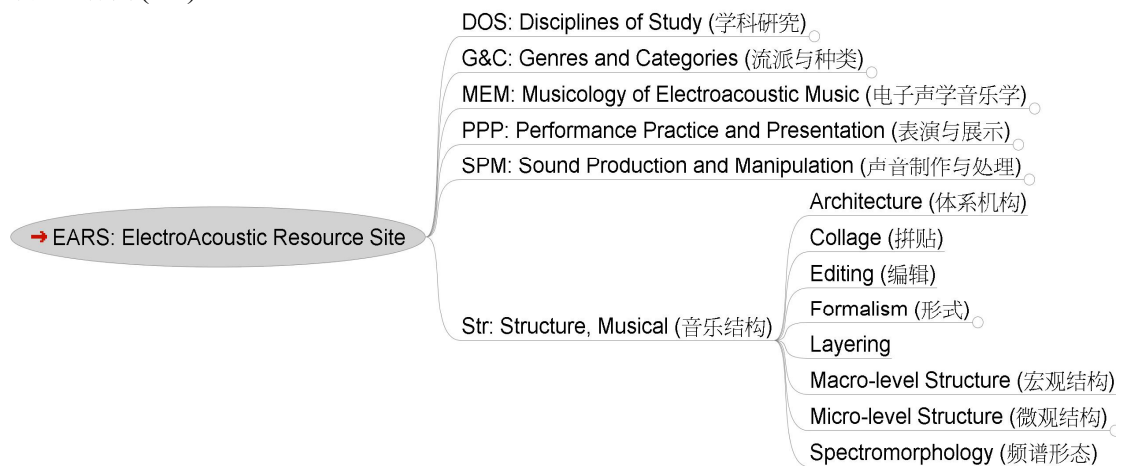 DOS: Disciplines of Study (学科研究)
G&C: Genres and Categories (流派与种类)
MEM: Musicology of Electroacoustic Music (电子声学音乐学)
PPP: Performance Practice and Presentation (表演与展示)
SPM: Sound Production and Manipulation (声音制作与处理)
EARS: ElectroAcoustic Resource Site
Str: Structure, Musical (音乐结构)
Architecture (体系机构)
Collage (拼贴)
Editing (编辑)
Formalism (形式)
Layering
Macro-level Structure (宏观结构)
Micro-level Structure (微观结构)
Spectromorphology (频谱形态)